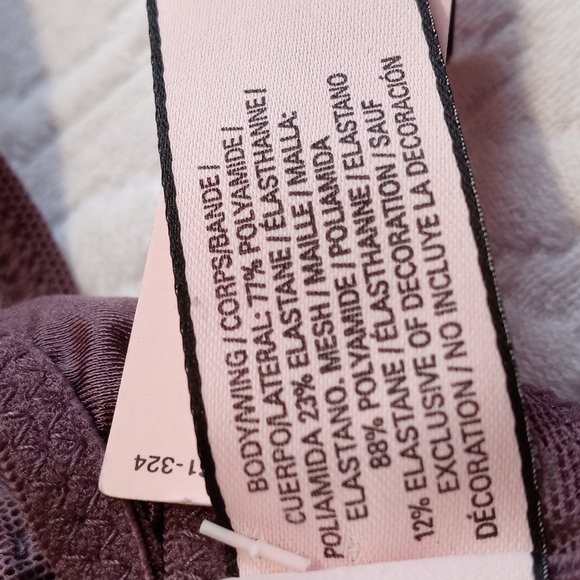 BODY/WING / CORPS/BANDE /
CUERPO/LATERAL: 77% POLYAMIDE /
POLIAMIDA 23% ELASTANE / ÉLASTHANNE /
ELASTANO. MESH / MAILLE / MALLA:
88% POLYAMIDE / POLIAMIDA
12% ELASTANE / ÉLASTHANNE / ELASTANO
EXCLUSIVE OF DECORATION / SAUF
DÉCORATION / NO INCLUYE LA DECORACIÓN
51-324